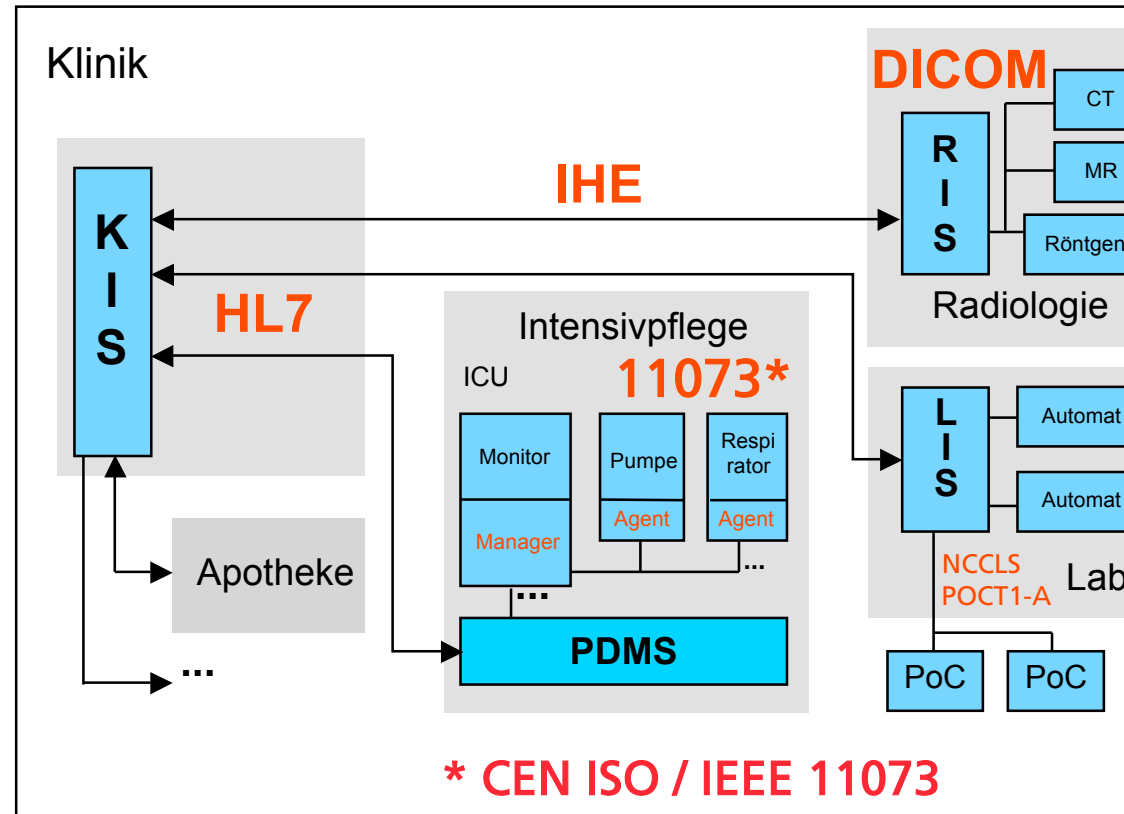 Klinik
DICOM
CT
R
I
S
MR
Röntgen
Radiologie
IHE
K
I
S
HL7
Intensivpflege
ICU
11073*
Monitor
Manager
Pumpe
Agent
Respi
rator
Agent
...
...
PDMS
L
I
S
Automat
Automat
NCCLS
POCT1-A
Lab
PoC
PoC
Apotheke
...
* CEN ISO / IEEE 11073